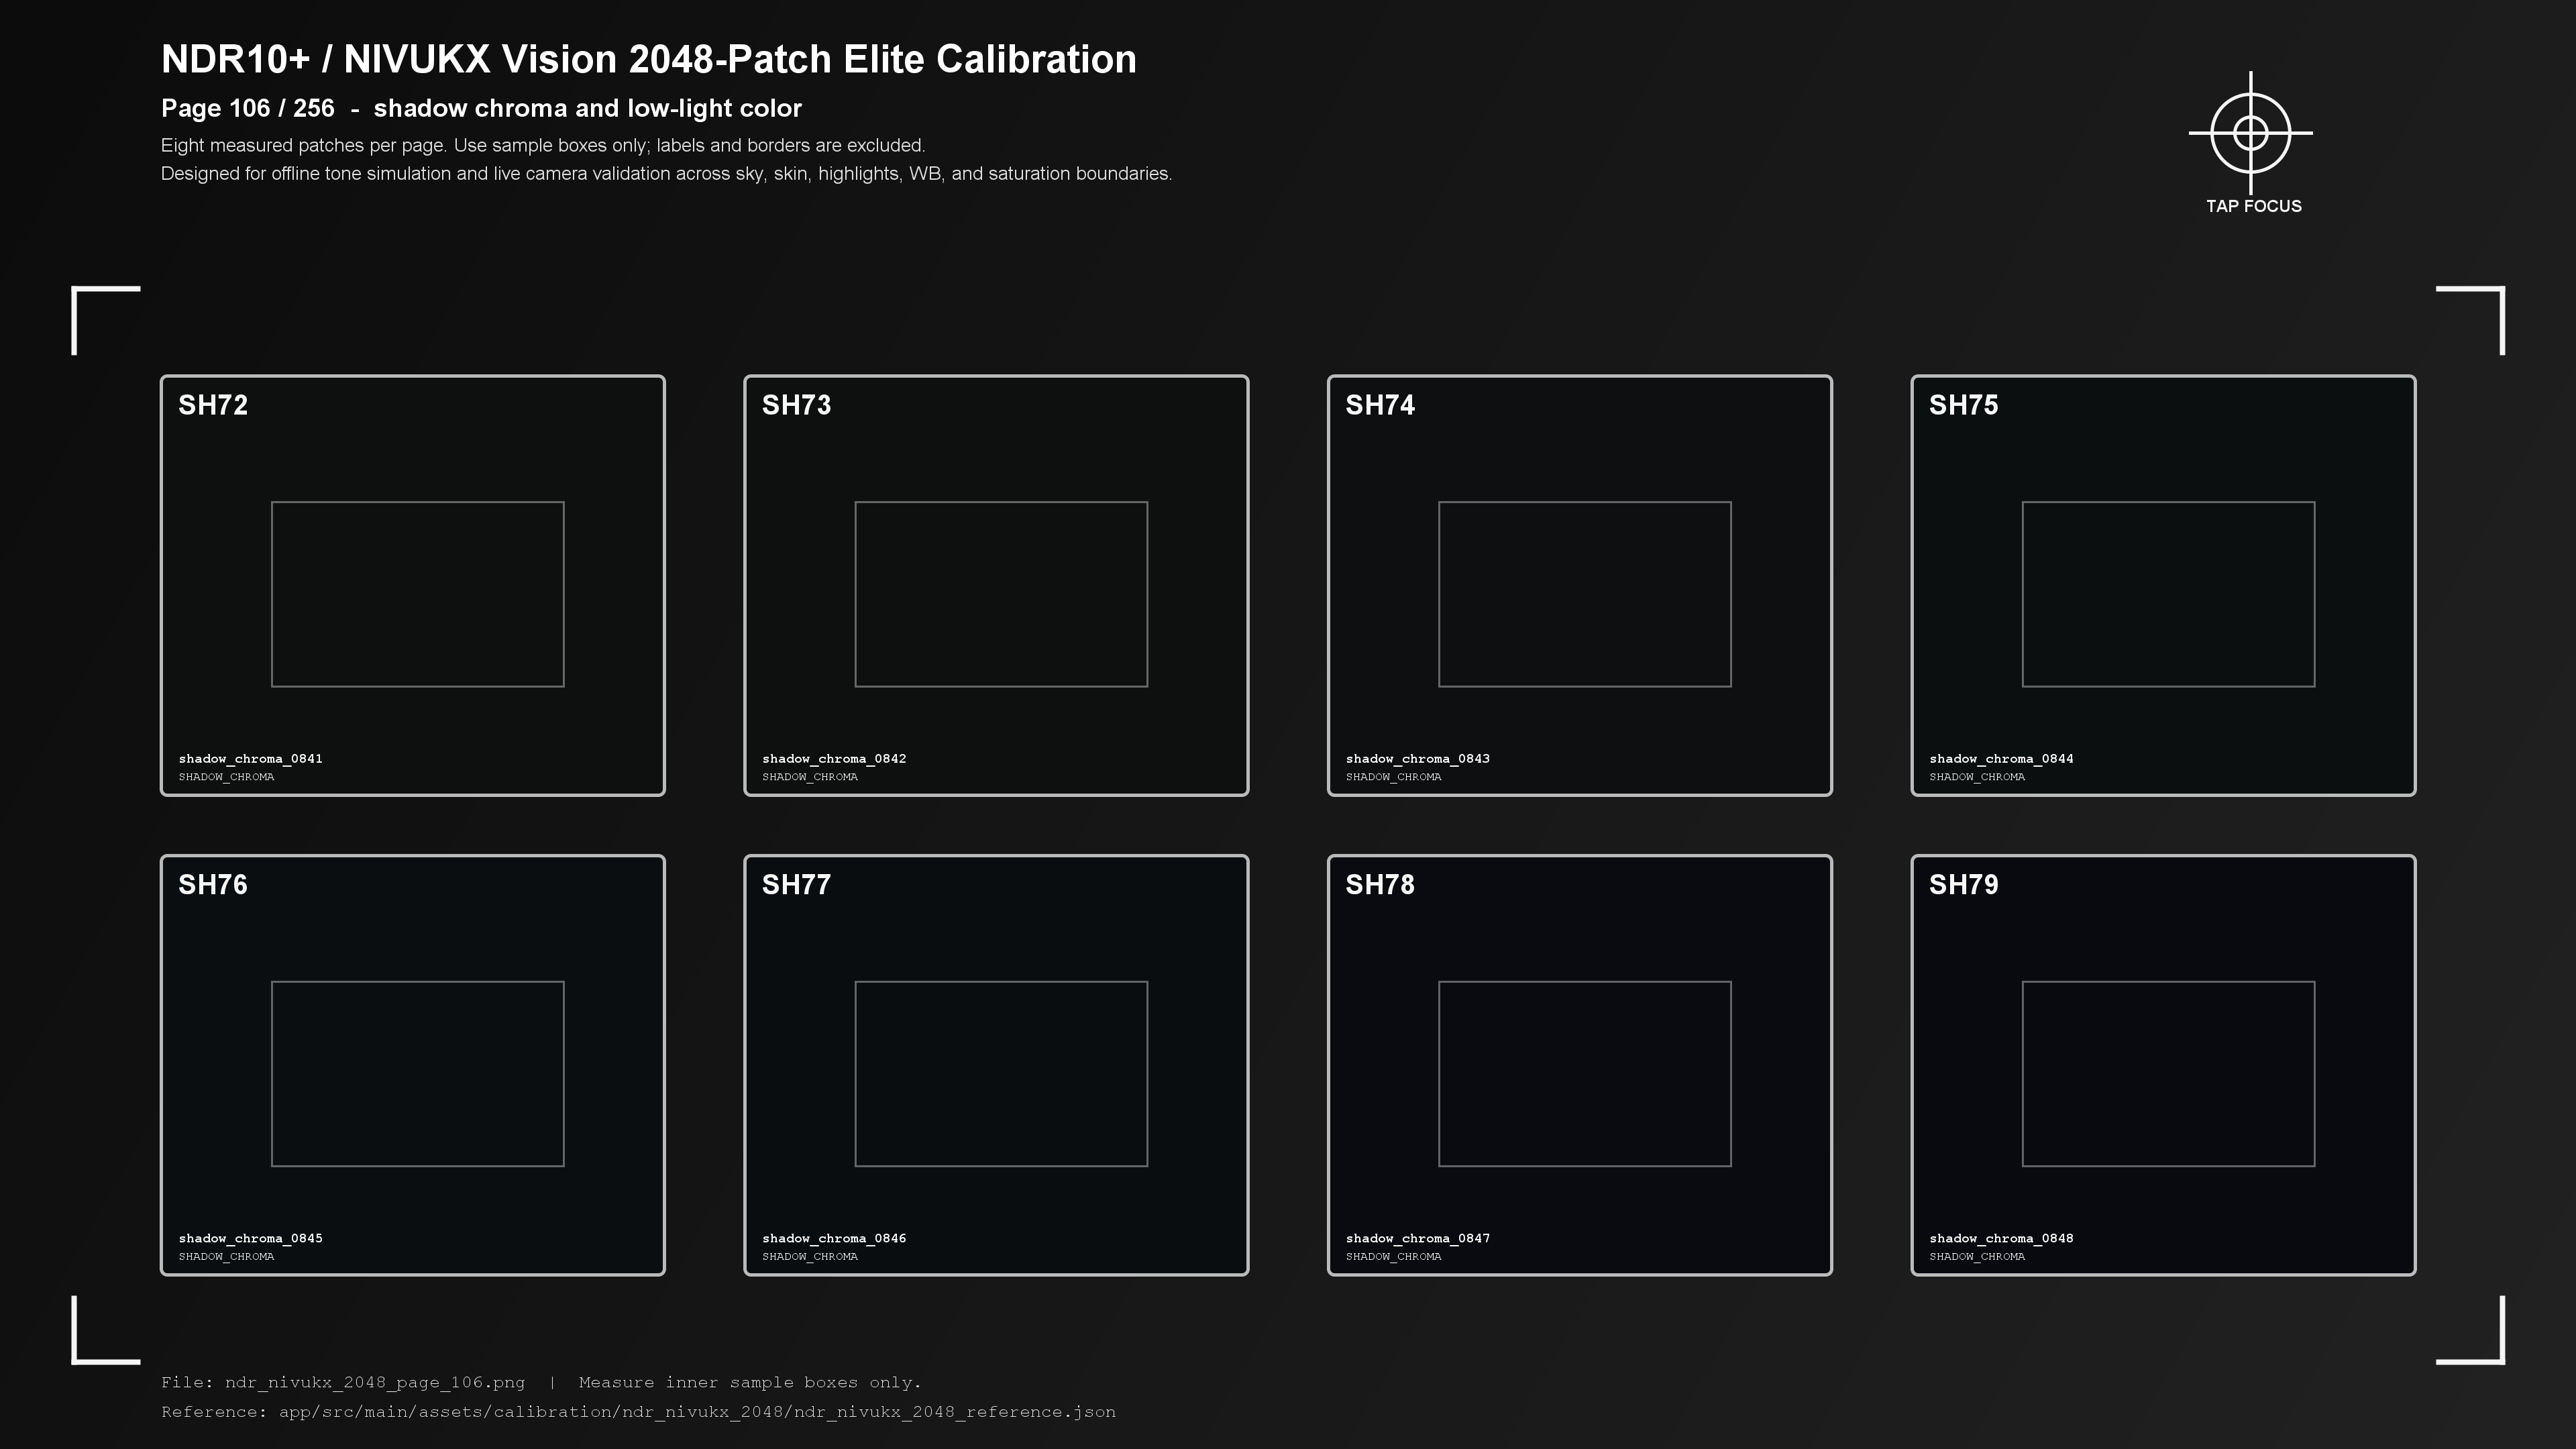 NDR10+ / NIVUKX Vision 2048-Patch Elite Calibration
Page 106 / 256 - shadow chroma and low-light color
Eight measured patches per page. Use sample boxes only; labels and borders are excluded.
Designed for offline tone simulation and live camera validation across sky, skin, highlights, WB, and saturation boundaries.
TAP FOCUS
SH72
shadow_chroma_0841
SHADOW_CHROMA
SH73
shadow_chroma_0842
SHADOW_CHROMA
SH74
shadow_chroma_0843
SHADOW_CHROMA
SH75
shadow_chroma_0844
SHADOW_CHROMA
SH76
shadow_chroma_0845
SHADOW_CHROMA
SH77
shadow_chroma_0846
SHADOW_CHROMA
SH78
shadow_chroma_0847
SHADOW_CHROMA
SH79
shadow_chroma_0848
SHADOW_CHROMA
File: ndr_nivukx_2048_page_106.png | Measure inner sample boxes only.
Reference: app/src/main/assets/calibration/ndr_nivukx_2048/ndr_nivukx_2048_reference.json